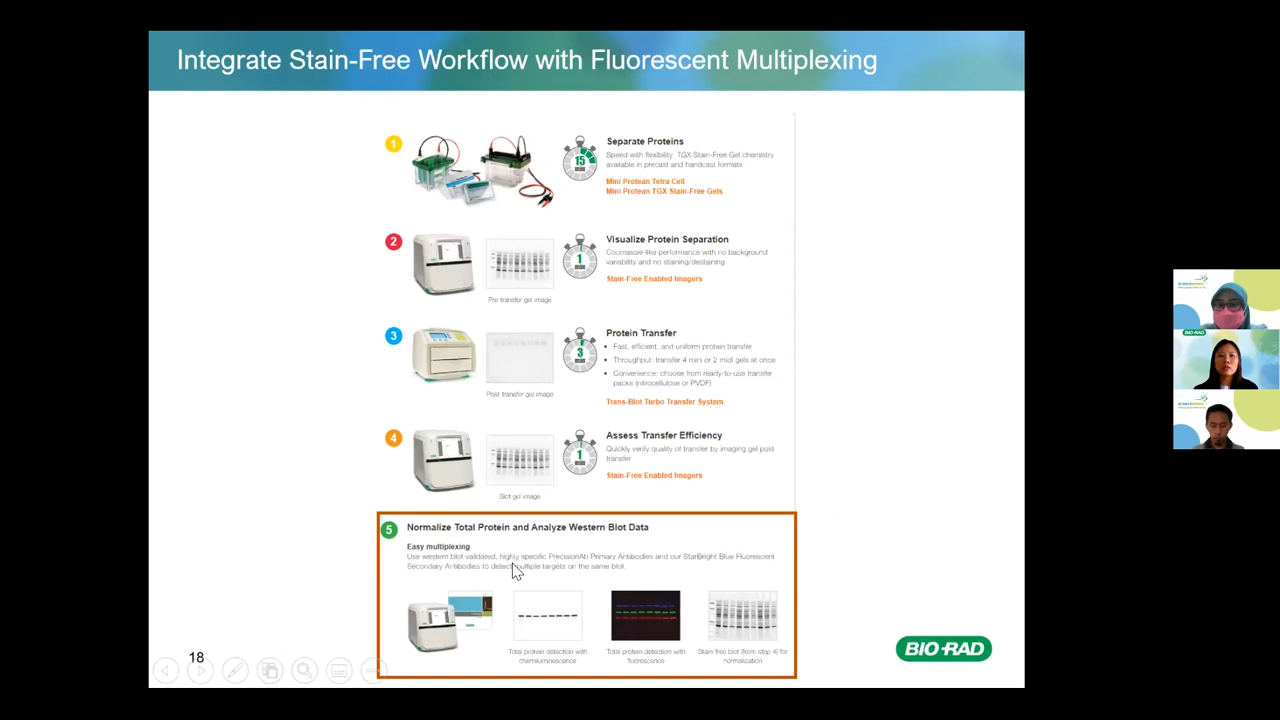 Integrate Stain-Free Workflow with Fluorescent Multiplexing
1
15
Separate Proteins
Speed with flexibility: TGX Stain-Free Gel chemistry
available in precast and handcast formats
Mini Protean Tetra Cell
Mini Protean TGX Stain-Free Gels
2
1
Visualize Protein Separation
Coomassie-like performance with no background
variability and no staining/destaining
Stain-Free Enabled Imagers
Pre transfer gel image
3
3
Protein Transfer
• Fast, efficient, and uniform protein transfer
• Throughput: transfer 4 mini or 2 midi gels at once
• Convenience: choose from ready-to-use transfer
packs (nitrocellulose or PVDF)
Trans-Blot Turbo Transfer System
Post transfer gel image
4
1
Assess Transfer Efficiency
Quickly verify quality of transfer by imaging gel post
transfer
Stain-Free Enabled Imagers
Blot gel image
5
Normalize Total Protein and Analyze Western Blot Data
Easy multiplexing
Use western blot validated, highly specific PrecisionAb Primary Antibodies and our StarBright Blue Fluorescent
Secondary Antibodies to detect multiple targets on the same blot.
Total protein detection with
chemiluminescence
Total protein detection with
fluorescence
Stain free blot (from step 4) for
normalization
18
BIO-RAD
BIO-RAD